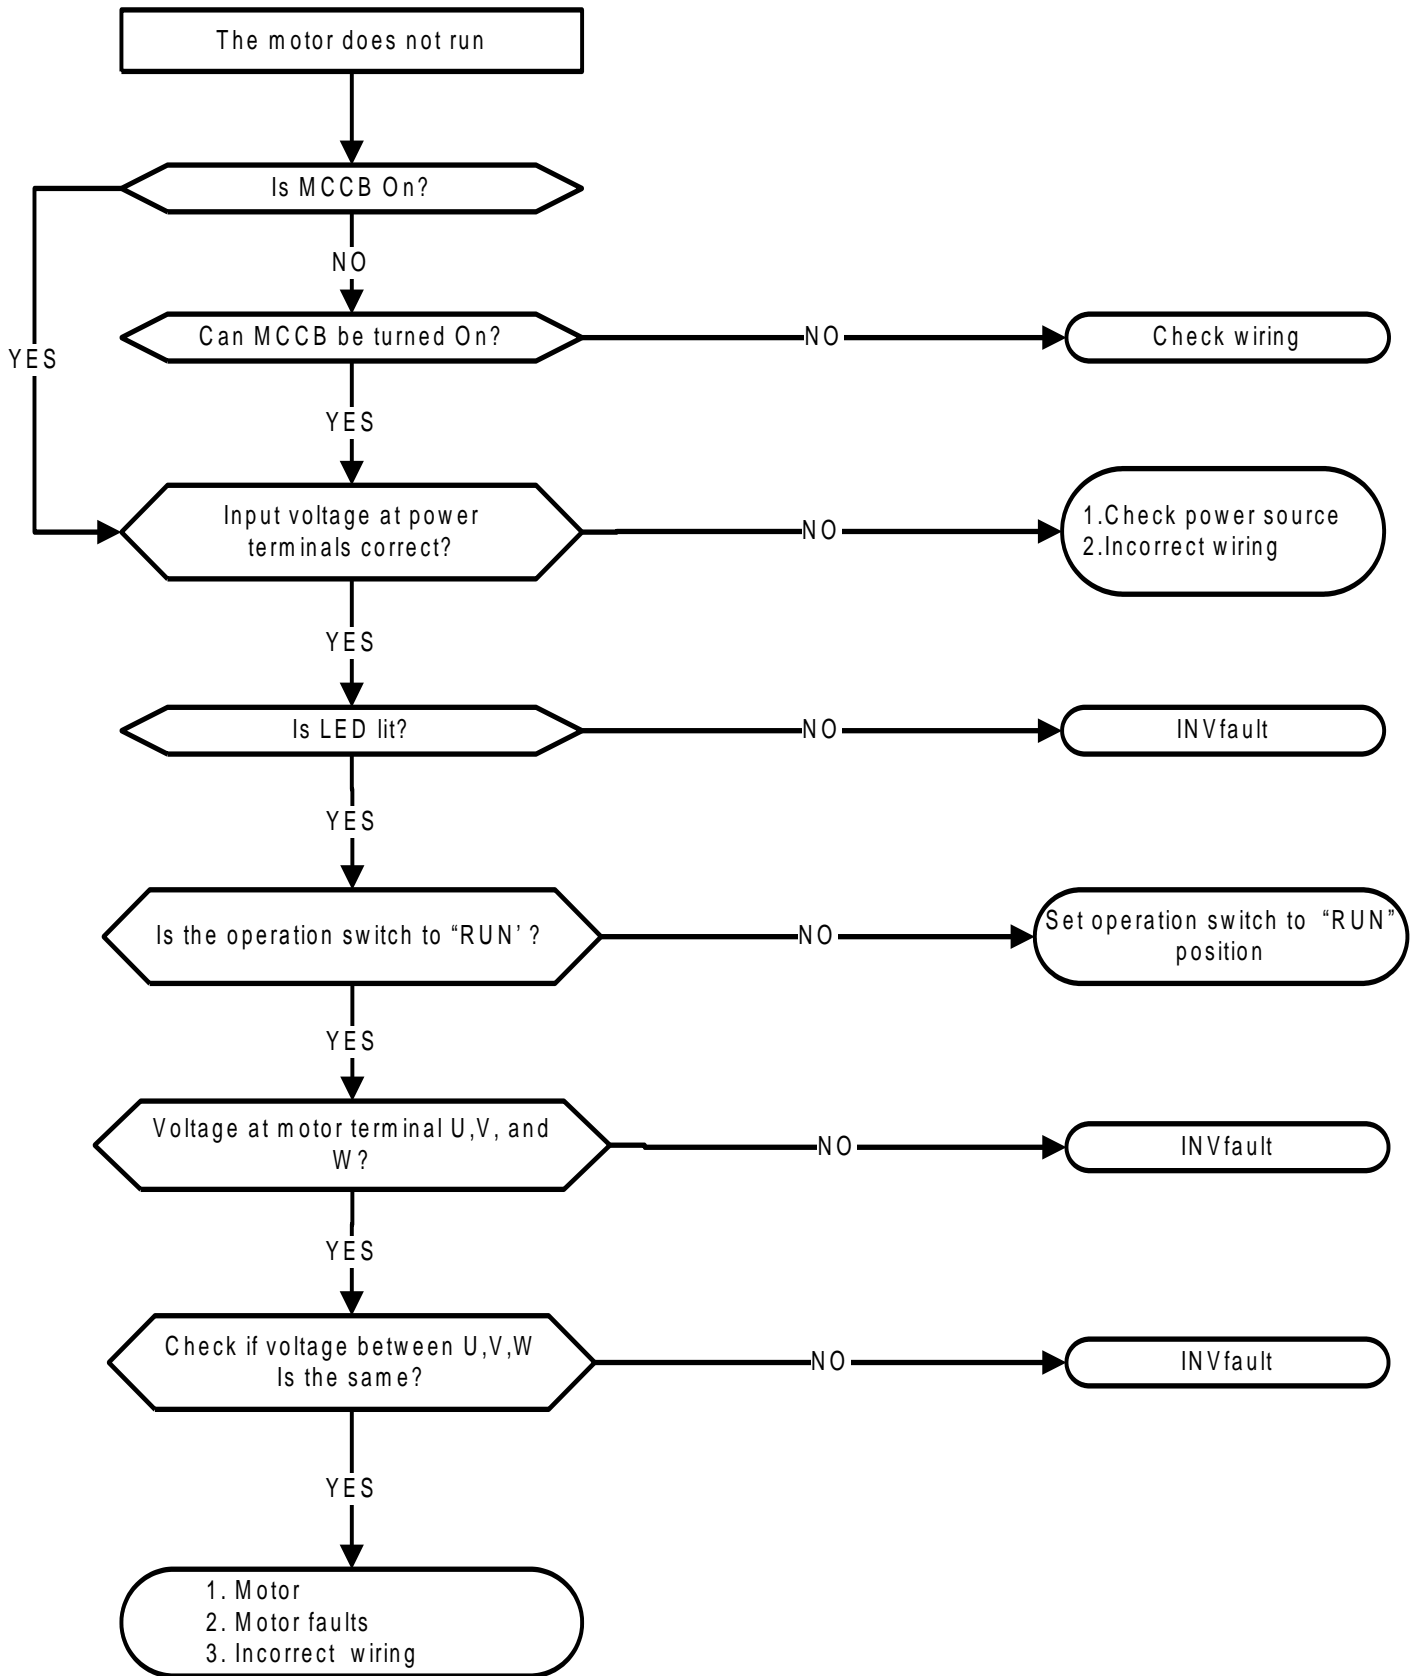 The motor does not run
Is MCCB On?
NO
YES
Can MCCB be turned On?
NO
Check wiring
YES
Input voltage at power
terminals correct?
NO
1.Check power source
2.Incorrect wiring
YES
Is LED lit?
NO
INVfault
YES
Is the operation switch to “RUN’ ?
NO
Set operation switch to “RUN”
position
YES
Voltage at motor terminal U,V, and
W?
NO
INVfault
YES
Check if voltage between U,V,W
Is the same?
NO
INVfault
YES
1. Motor
2. Motor faults
3. Incorrect wiring